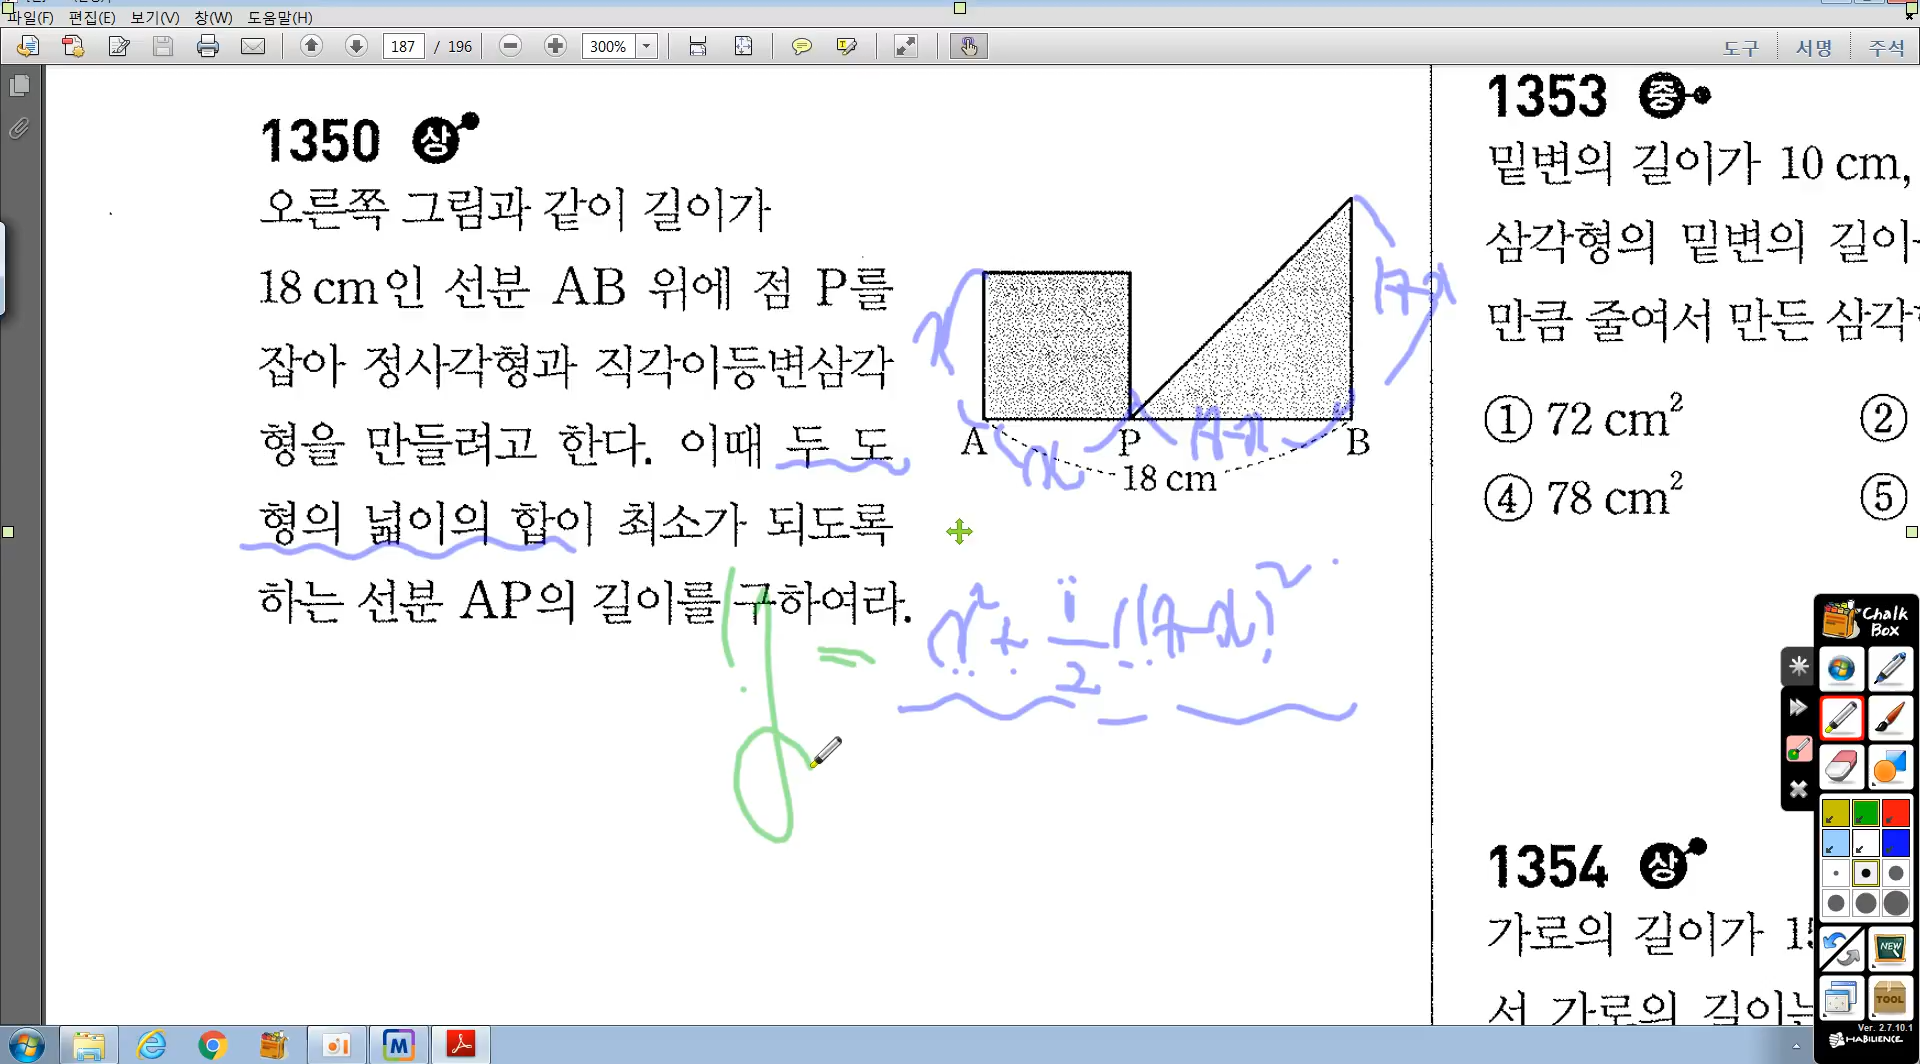 파일(F) 편집(E) 보기(V) 창(W) 도움말(H)
187 / 196 300% 도구 서명 주석
1350 상
오른쪽 그림과 같이 길이가
18 cm인 선분 AB 위에 점 P를
잡아 정사각형과 직각이등변삼각
형을 만들려고 한다. 이때 두 도
형의 넓이의 합이 최소가 되도록
하는 선분 AP의 길이를 구하여라.
A P B
18 cm
x
x
y = x² + 1/2 (
)²
1353 중
밑변의 길이가 10 cm,
삼각형의 밑변의 길이
만큼 줄여서 만든 삼각
① 72 cm² ②
④ 78 cm² ⑤
1354 상
가로의 길이가
서 가로의 길이는
Chalk
Box
NEW
TOOL
Ver. 2.7.10.1
HABILIENCE